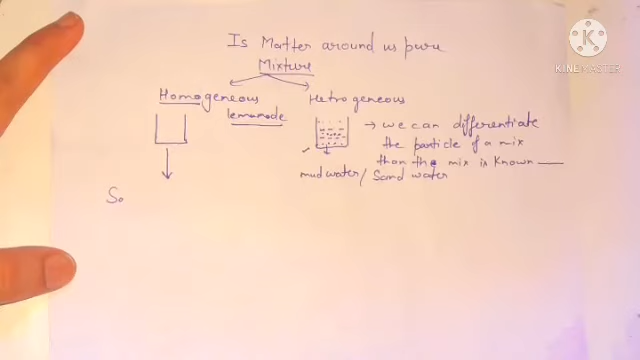 Is Matter around us pure
Mixture
Homogeneous
Hetrogeneous
lemonade
→ we can differentiate
the particle of a mix
than the mix is known ___
mud water / Sand water
So
KINEMASTER